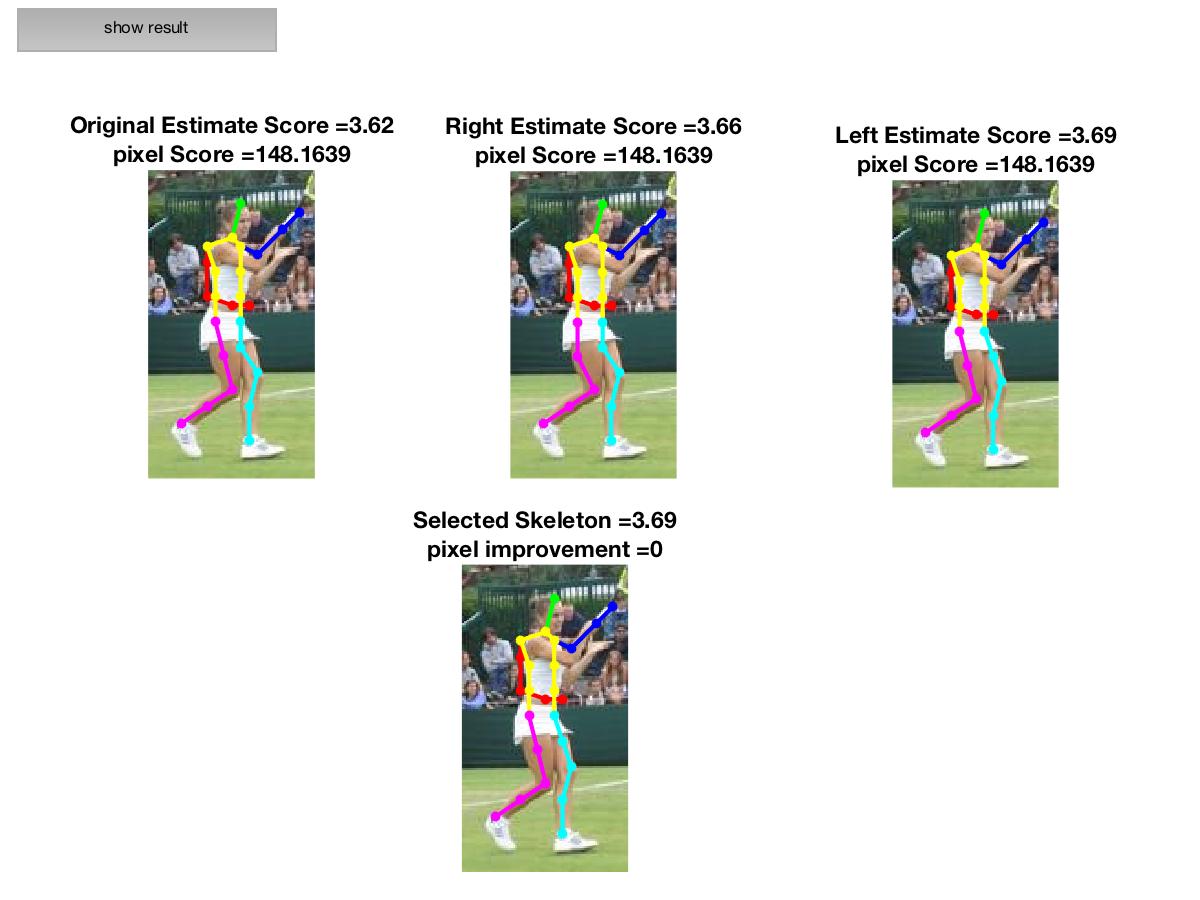 show result
Original Estimate Score =3.62
pixel Score =148.1639
Right Estimate Score =3.66
pixel Score =148.1639
Left Estimate Score =3.69
pixel Score =148.1639
Selected Skeleton =3.69
pixel improvement =0